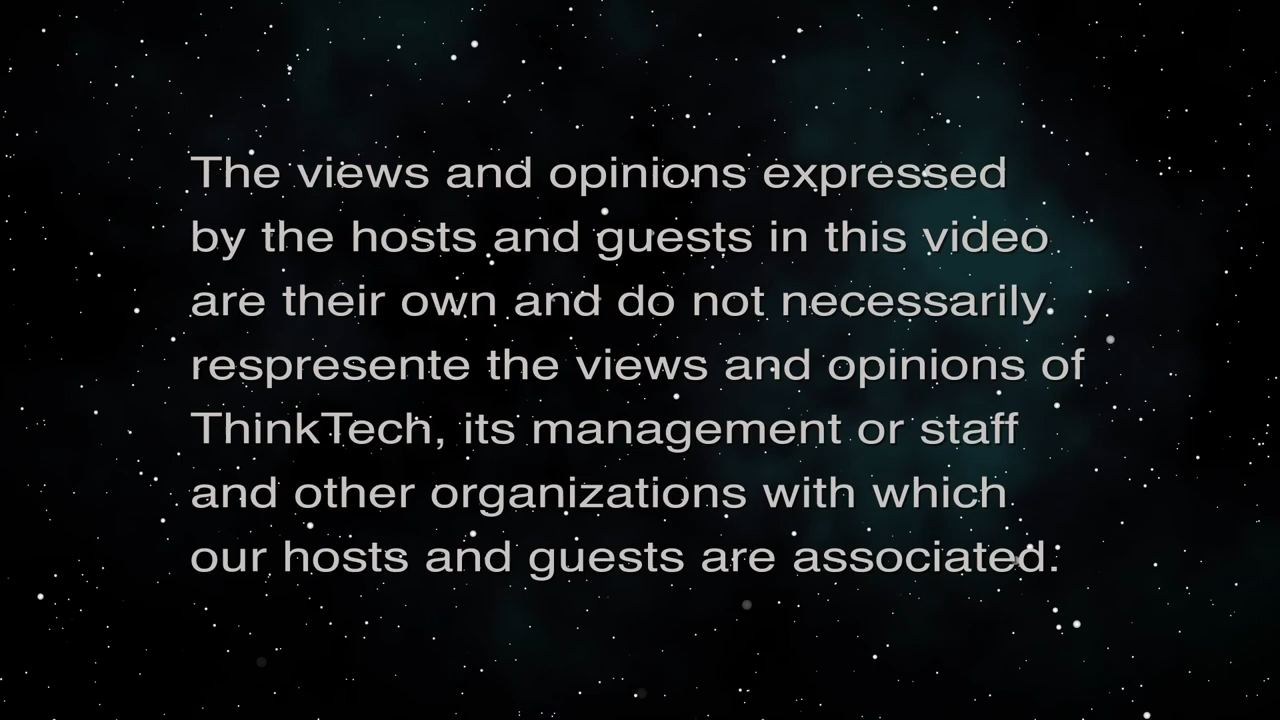 The views and opinions expressed
by the hosts and guests in this video
are their own and do not necessarily
respresente the views and opinions of
ThinkTech, its management or staff
and other organizations with which
our hosts and guests are associated.